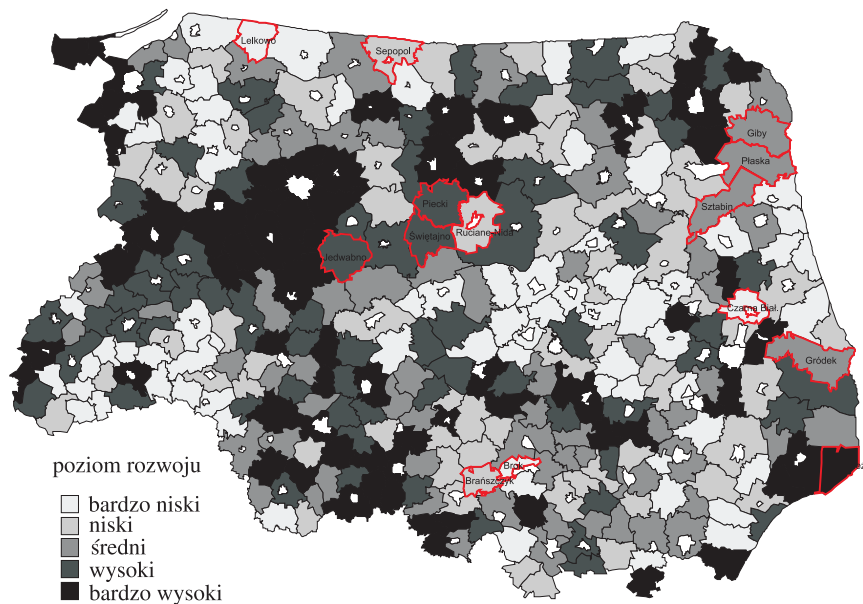 Lelkowo
Sepopol
Giby
Płaska
Piecki
Sztabin
Świętajno
Ruciane-Nida
Jedwabno
Czarna Biał.
Gródek
Brok
Brańszczyk
poziom rozwoju
bardzo niski
niski
średni
wysoki
bardzo wysoki